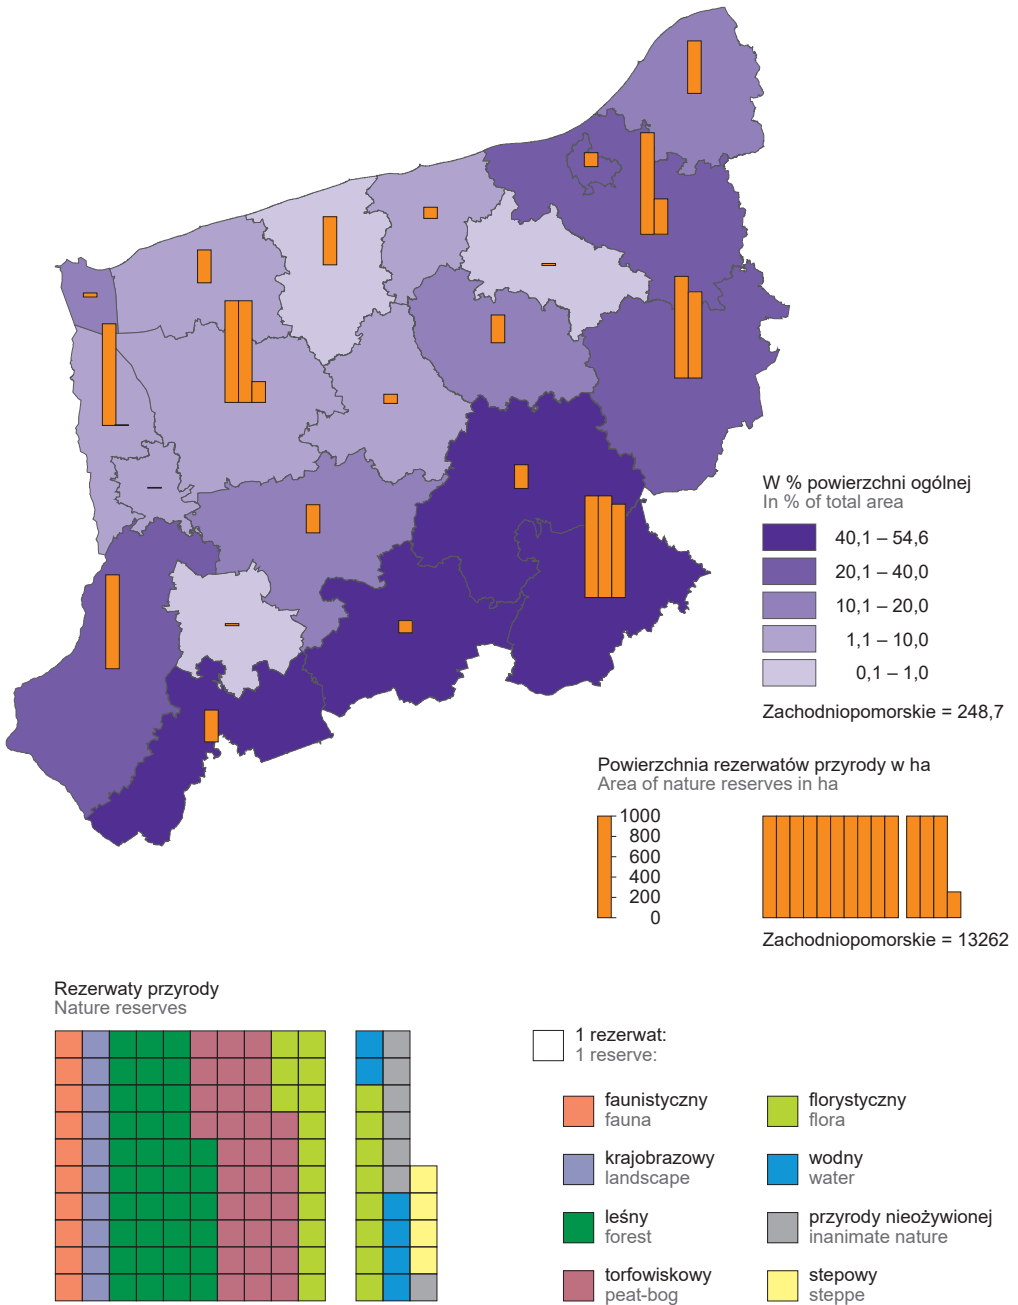 W % powierzchni ogólnej
In % of total area
40,1 – 54,6
20,1 – 40,0
10,1 – 20,0
1,1 – 10,0
0,1 – 1,0
Zachodniopomorskie = 248,7
Powierzchnia rezerwatów przyrody w ha
Area of nature reserves in ha
1000
800
600
400
200
0
Zachodniopomorskie = 13262
Rezerwaty przyrody
Nature reserves
1 rezerwat:
1 reserve:
faunistyczny
fauna
florystyczny
flora
krajobrazowy
landscape
wodny
water
leśny
forest
przyrody nieożywionej
inanimate nature
torfowiskowy
peat-bog
stepowy
steppe